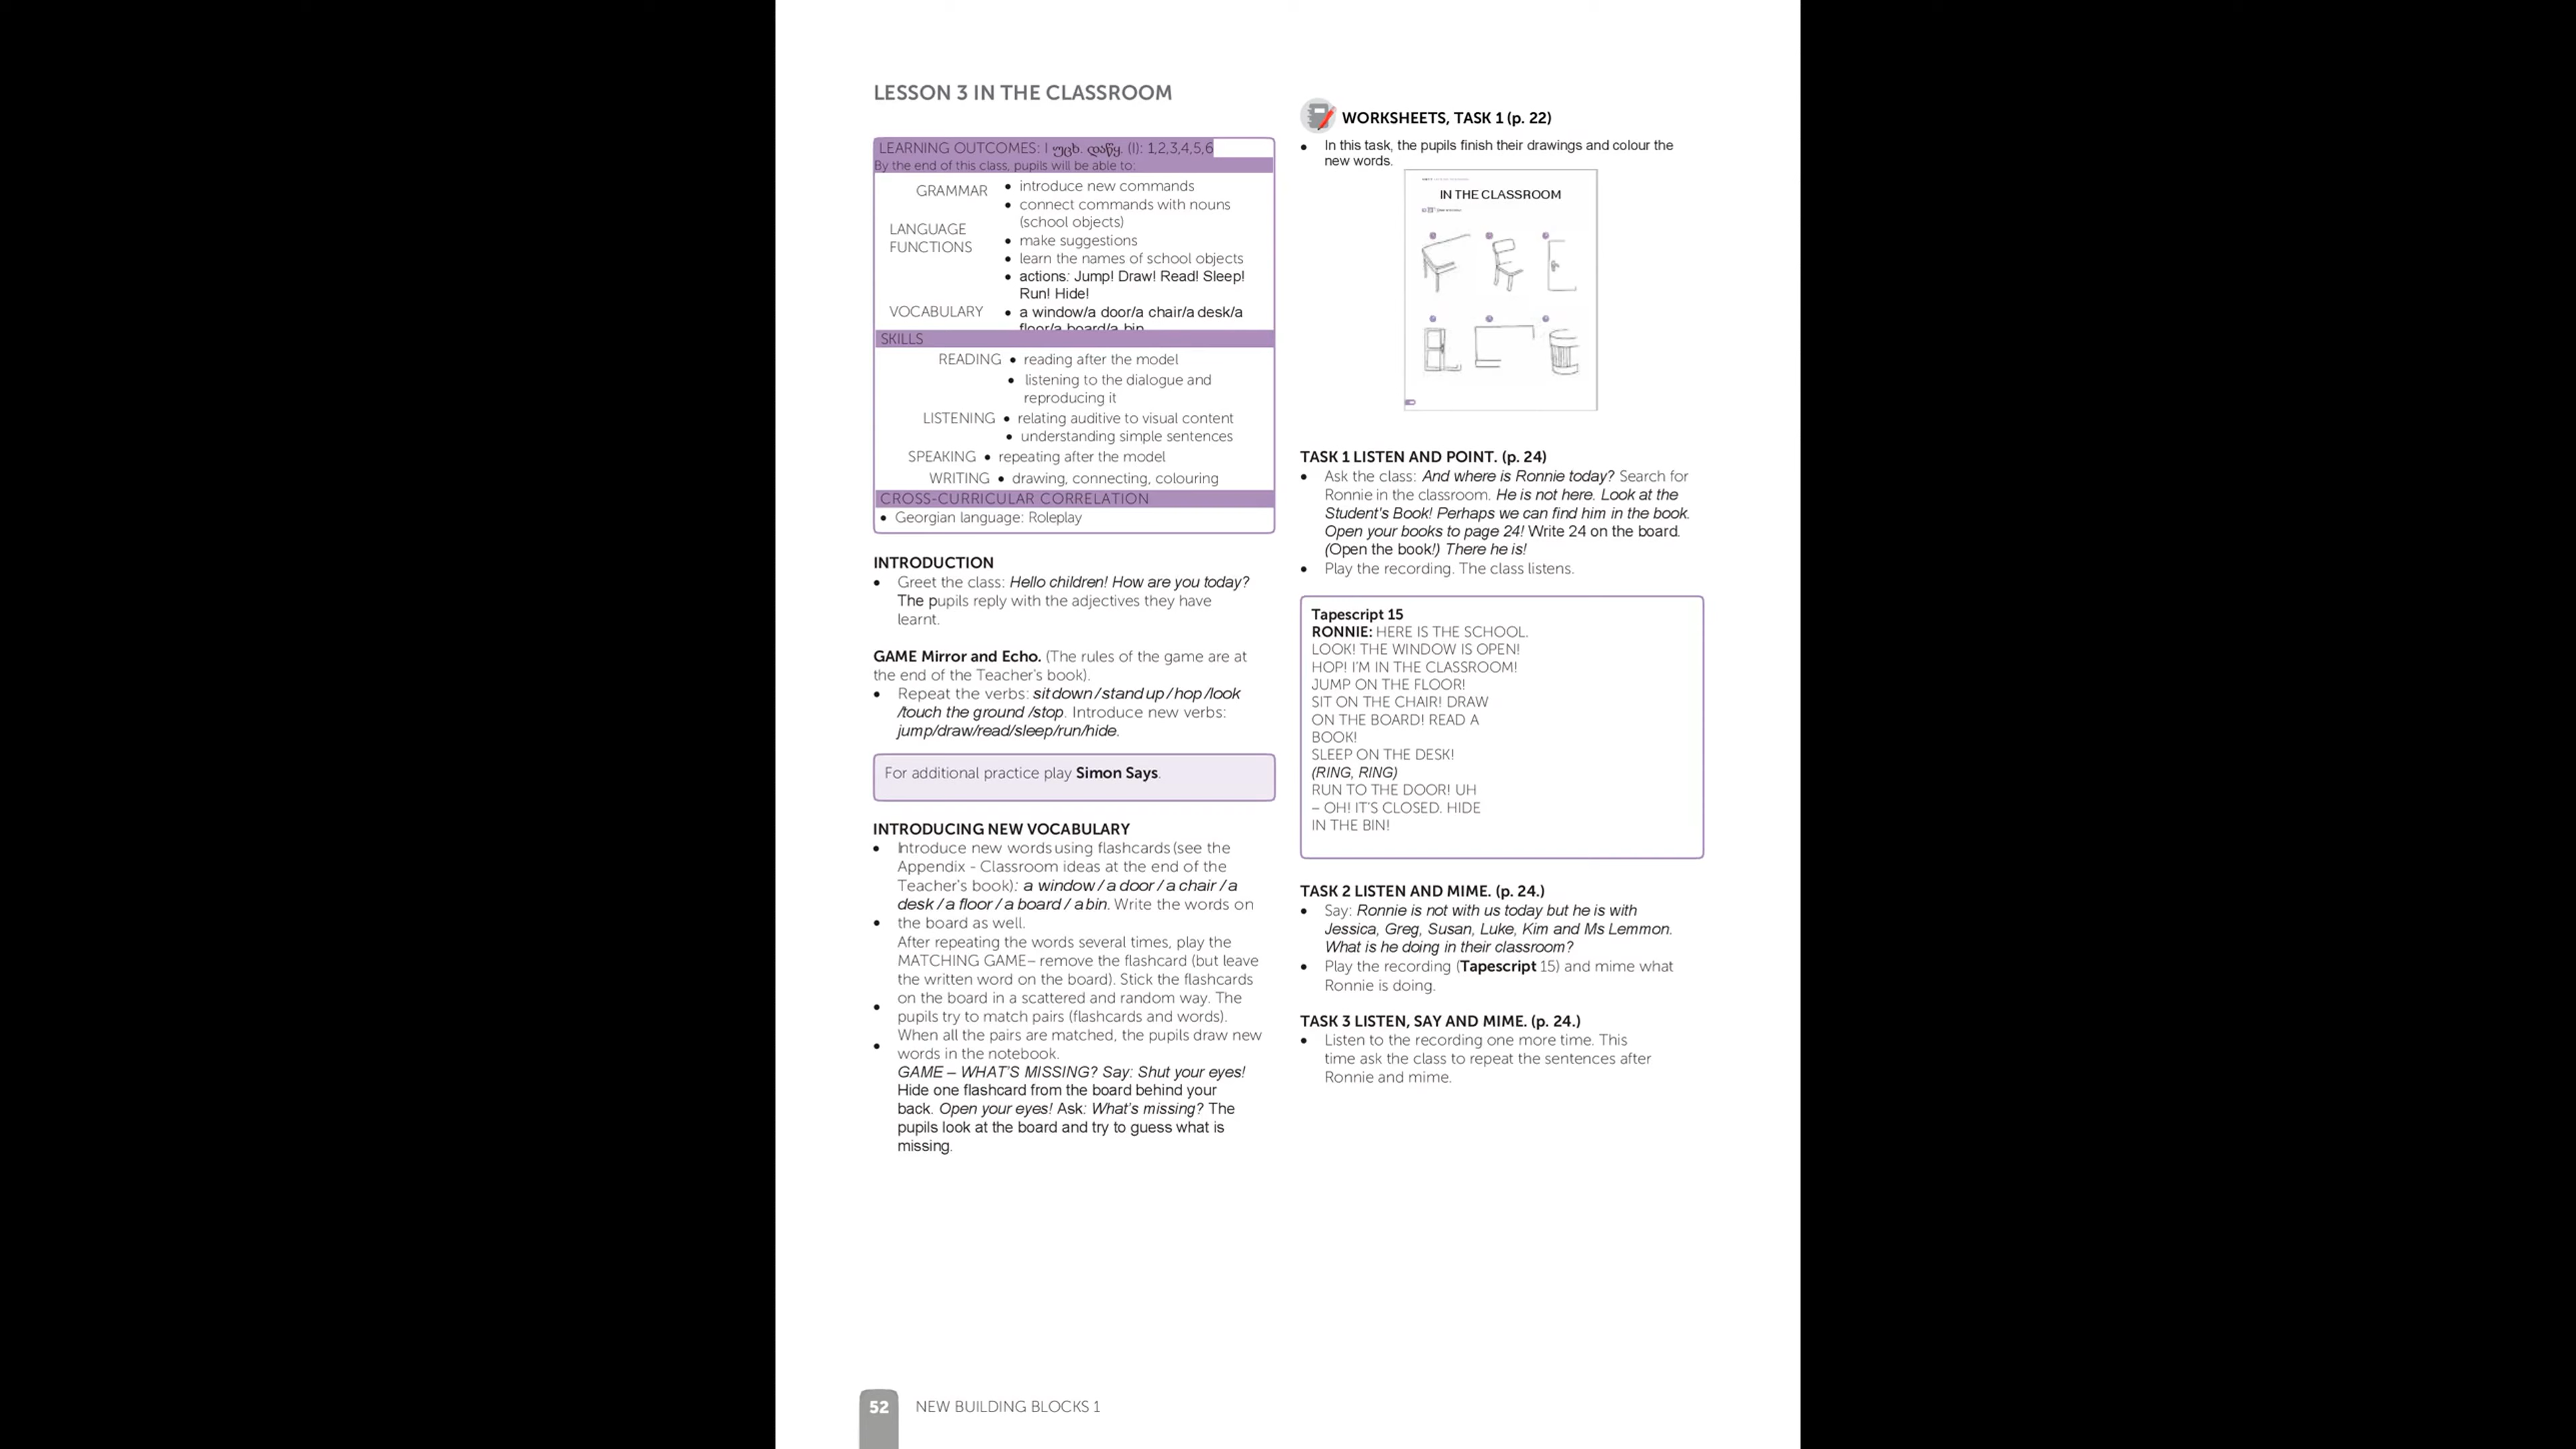 LESSON 3 IN THE CLASSROOM
LEARNING OUTCOMES: I უცხ. დაწყ. (I): 1,2,3,4,5,6
By the end of this class, pupils will be able to:
GRAMMAR • introduce new commands
• connect commands with nouns
(school objects)
LANGUAGE
FUNCTIONS
• make suggestions
• learn the names of school objects
• actions: Jump! Draw! Read! Sleep!
Run! Hide!
VOCABULARY • a window/a door/a chair/a desk/a
floor/a board/a bin
SKILLS
READING • reading after the model
• listening to the dialogue and
reproducing it
LISTENING • relating auditive to visual content
• understanding simple sentences
SPEAKING • repeating after the model
WRITING • drawing, connecting, colouring
CROSS-CURRICULAR CORRELATION
• Georgian language: Roleplay
INTRODUCTION
• Greet the class: Hello children! How are you today?
The pupils reply with the adjectives they have
learnt.
GAME Mirror and Echo. (The rules of the game are at
the end of the Teacher's book).
• Repeat the verbs: sit down / stand up / hop /look
/touch the ground /stop. Introduce new verbs:
jump/draw/read/sleep/run/hide.
For additional practice play Simon Says.
INTRODUCING NEW VOCABULARY
• Introduce new words using flashcards (see the
Appendix - Classroom ideas at the end of the
Teacher's book): a window / a door / a chair / a
desk / a floor / a board / a bin. Write the words on
• the board as well.
After repeating the words several times, play the
MATCHING GAME– remove the flashcard (but leave
the written word on the board). Stick the flashcards
• on the board in a scattered and random way. The
pupils try to match pairs (flashcards and words).
When all the pairs are matched, the pupils draw new
• words in the notebook.
GAME – WHAT'S MISSING? Say: Shut your eyes!
Hide one flashcard from the board behind your
back. Open your eyes! Ask: What's missing? The
pupils look at the board and try to guess what is
missing.
WORKSHEETS, TASK 1 (p. 22)
• In this task, the pupils finish their drawings and colour the
new words.
IN THE CLASSROOM
TASK 1 LISTEN AND POINT. (p. 24)
• Ask the class: And where is Ronnie today? Search for
Ronnie in the classroom. He is not here. Look at the
Student's Book! Perhaps we can find him in the book.
Open your books to page 24! Write 24 on the board.
(Open the book!) There he is!
• Play the recording. The class listens.
Tapescript 15
RONNIE: HERE IS THE SCHOOL.
LOOK! THE WINDOW IS OPEN!
HOP! I'M IN THE CLASSROOM!
JUMP ON THE FLOOR!
SIT ON THE CHAIR! DRAW
ON THE BOARD! READ A
BOOK!
SLEEP ON THE DESK!
(RING, RING)
RUN TO THE DOOR! UH
– OH! IT'S CLOSED. HIDE
IN THE BIN!
TASK 2 LISTEN AND MIME. (p. 24.)
• Say: Ronnie is not with us today but he is with
Jessica, Greg, Susan, Luke, Kim and Ms Lemmon.
What is he doing in their classroom?
• Play the recording (Tapescript 15) and mime what
Ronnie is doing.
TASK 3 LISTEN, SAY AND MIME. (p. 24.)
• Listen to the recording one more time. This
time ask the class to repeat the sentences after
Ronnie and mime.
52 NEW BUILDING BLOCKS 1